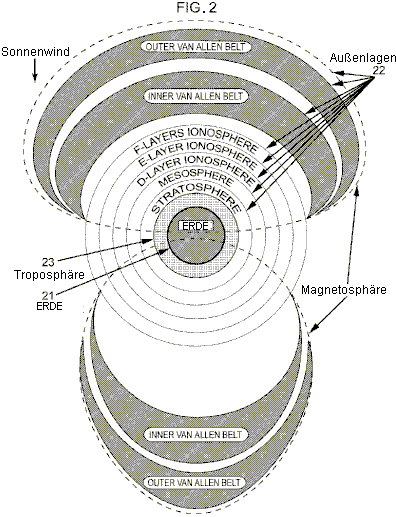 FIG. 2
Sonnenwind
OUTER VAN ALLEN BELT
Außenlagen
22
INNER VAN ALLEN BELT
F-LAYERS IONOSPHERE
E-LAYER IONOSPHERE
D-LAYER IONOSPHERE
MESOSPHERE
STRATOSPHERE
ERDE
23
Troposphäre
21
ERDE
Magnetosphäre
INNER VAN ALLEN BELT
OUTER VAN ALLEN BELT